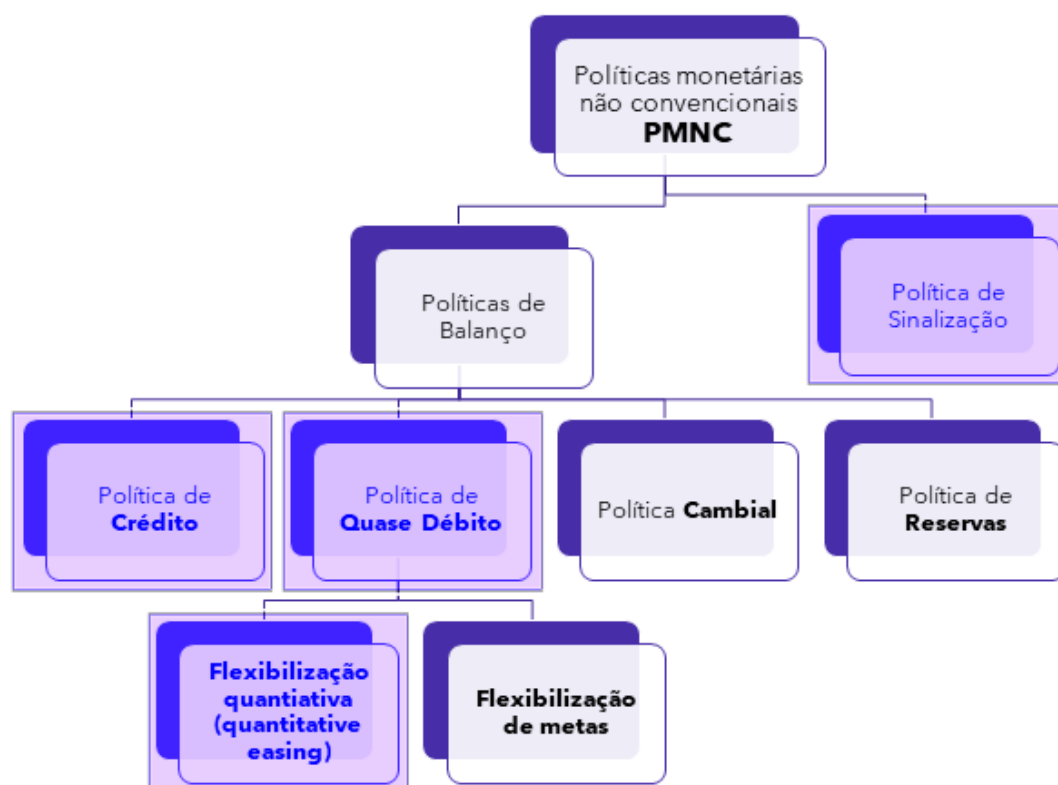 Políticas monetárias
não convencionais
PMNC
Políticas de
Balanço
Política de
Sinalização
Política de
Crédito
Política de
Quase Débito
Política Cambial
Política de
Reservas
Flexibilização
quantiativa
(quantitative
easing)
Flexibilização
de metas